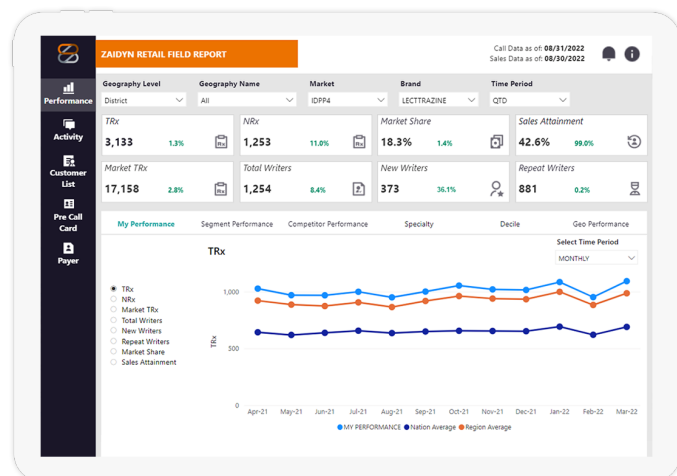 ZAIDYN RETAIL FIELD REPORT
Call Data as of: 08/31/2022
Sales Data as of: 08/30/2022
Performance
Activity
Customer
List
Pre Call
Card
Payer
Geography Level Geography Name Market Brand Time Period
District All IDPP4 LECTTRAZINE QTD
TRx NRx Market Share Sales Attainment
3,133 1.3% 1,253 11.0% 18.3% 1.4% 42.6% 99.0%
Market TRx Total Writers New Writers Repeat Writers
17,158 2.8% 1,254 8.4% 373 36.1% 881 0.2%
My Performance Segment Performance Competitor Performance Specialty Decile Geo Performance
Select Time Period
MONTHLY
TRx
TRx
NRx
Market TRx
Total Writers
New Writers
Repeat Writers
Market Share
Sales Attainment
TRx
1,000
500
0
Apr-21 May-21 Jun-21 Jul-21 Aug-21 Sep-21 Oct-21 Nov-21 Dec-21 Jan-22 Feb-22 Mar-22
MY PERFORMANCE Nation Average Region Average